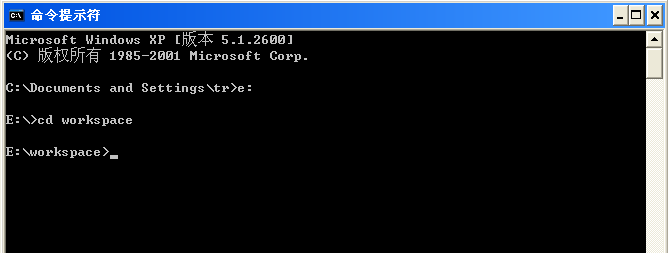 命令提示符
Microsoft Windows XP [版本 5.1.2600]
(C) 版权所有 1985-2001 Microsoft Corp.
C:\Documents and Settings\tr>e:
E:\>cd workspace
E:\workspace>